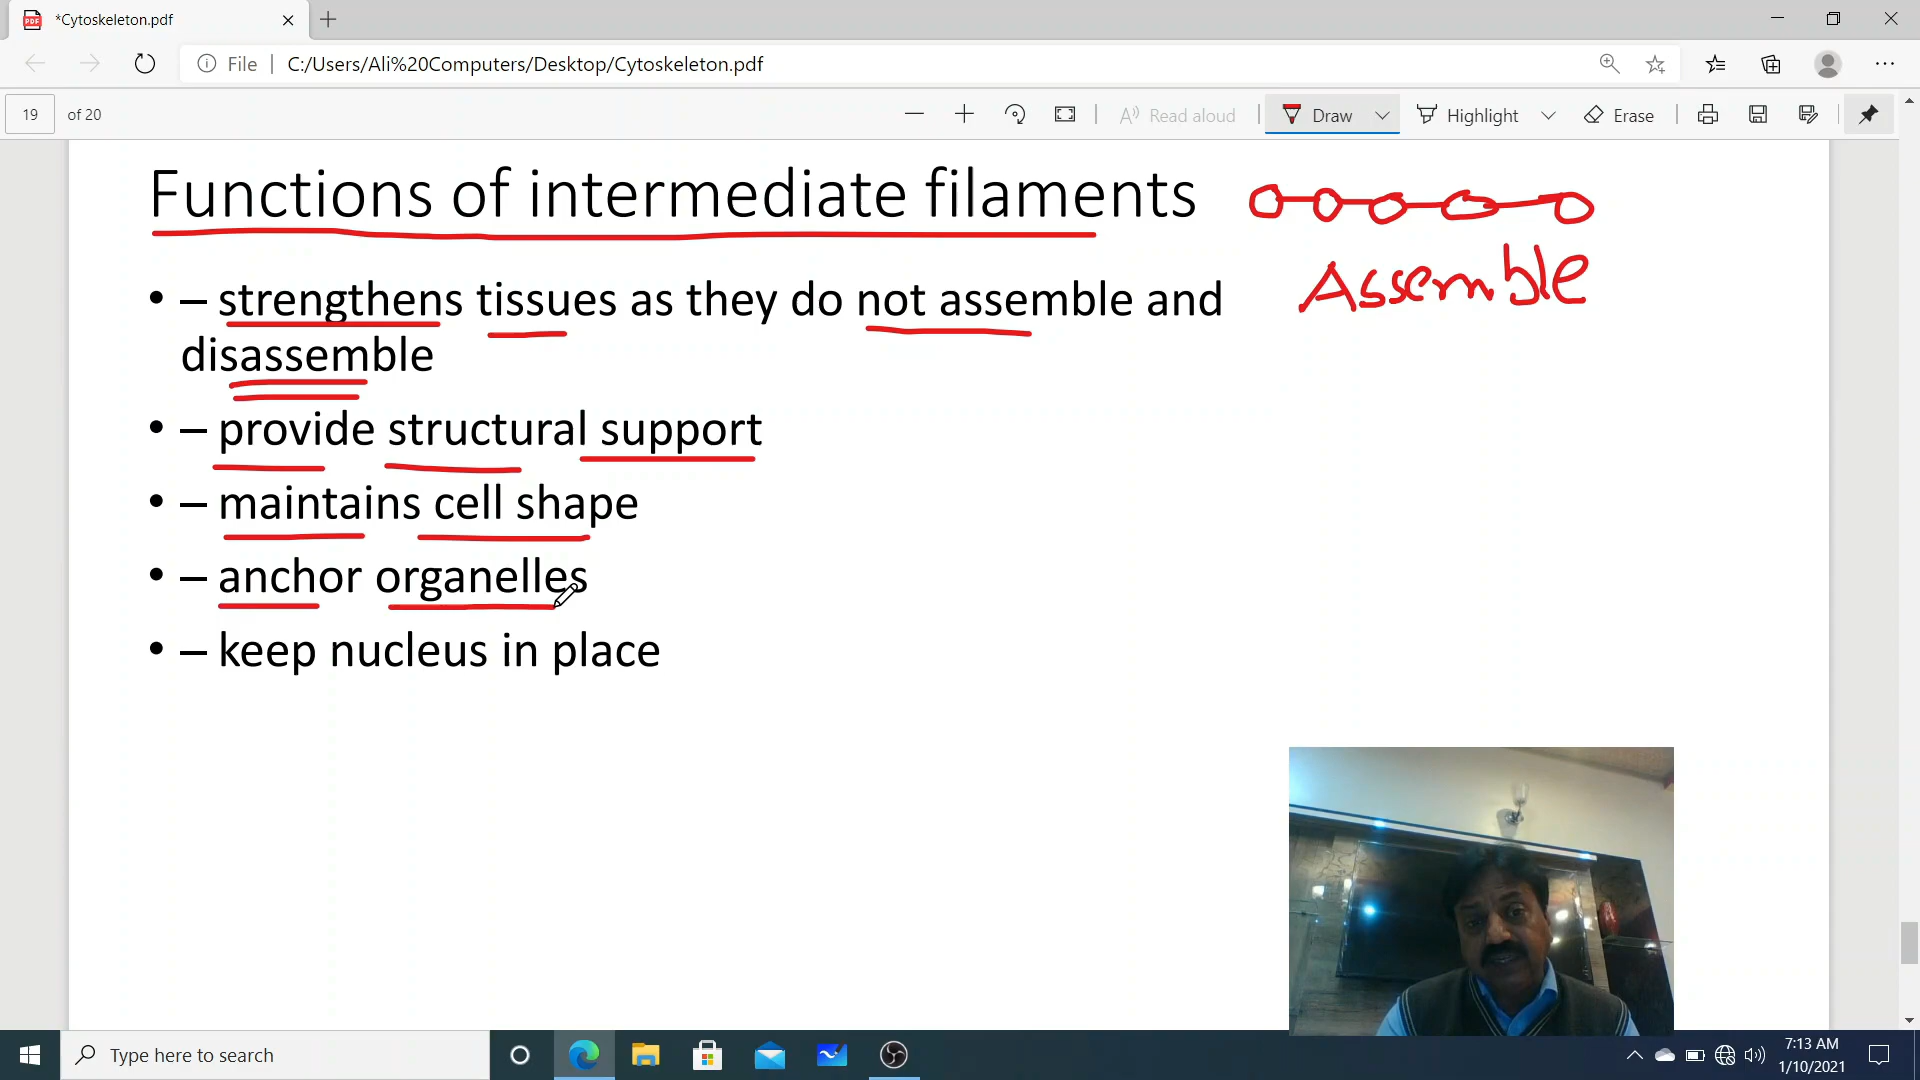 *Cytoskeleton.pdf
File | C:/Users/Ali%20Computers/Desktop/Cytoskeleton.pdf
19 of 20
Read aloud
Draw
Highlight
Erase
Functions of intermediate filaments
• – strengthens tissues as they do not assemble and
disassemble
• – provide structural support
• – maintains cell shape
• – anchor organelles
• – keep nucleus in place
Assemble
Type here to search
7:13 AM
1/10/2021